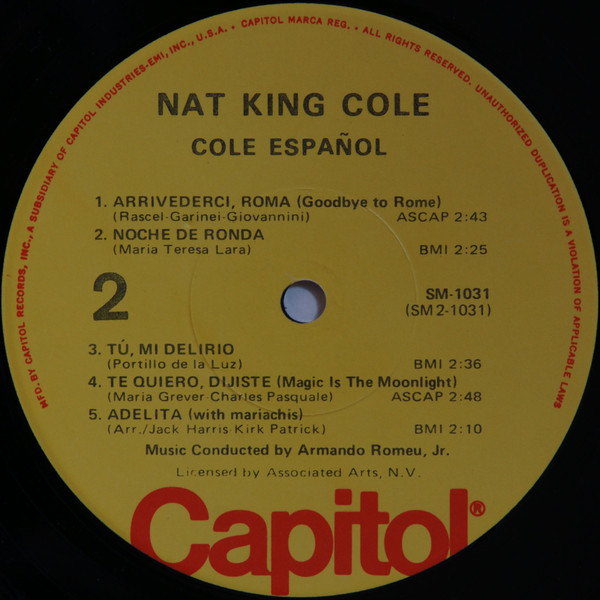 MFD. BY CAPITOL RECORDS, INC., A SUBSIDIARY OF CAPITOL INDUSTRIES-EMI, INC., U.S.A. • CAPITOL MARCA REG. • ALL RIGHTS RESERVED. UNAUTHORIZED DUPLICATION IS A VIOLATION OF APPLICABLE LAWS
NAT KING COLE
COLE ESPAÑOL
1. ARRIVEDERCI, ROMA (Goodbye to Rome)
(Rascel-Garinei-Giovannini) ASCAP 2:43
2. NOCHE DE RONDA
(Maria Teresa Lara) BMI 2:25
2
SM-1031
(SM2-1031)
3. TÚ, MI DELIRIO
(Portillo de la Luz) BMI 2:36
4. TE QUIERO, DIJISTE (Magic Is The Moonlight)
(Maria Grever-Charles Pasquale) ASCAP 2:48
5. ADELITA (with mariachis)
(Arr./Jack Harris-Kirk Patrick) BMI 2:10
Music Conducted by Armando Romeu, Jr.
Licensed by Associated Arts, N.V.
Capitol®